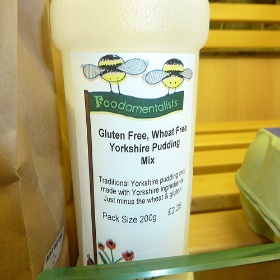 Foodamentalists
Gluten Free, Wheat Free
Yorkshire Pudding
Mix
Traditional Yorkshire pudding mix
made with Yorkshire ingredients
Just minus the wheat & gluten
£2.25
Pack Size 200g